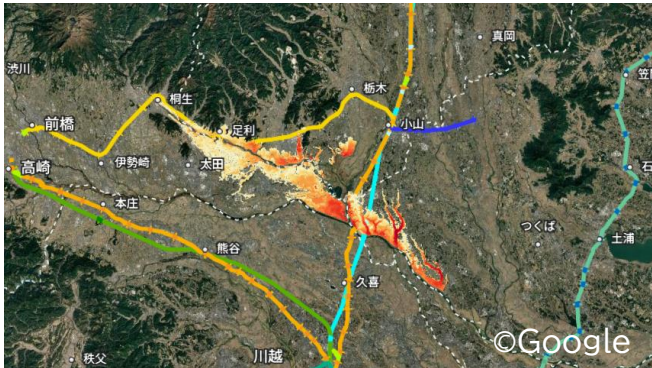 真岡
渋川
笠
栃木
桐生
前橋
足利
小山
高崎
伊勢崎
太田
石
本庄
つくば
熊谷
土浦
久喜
©Google
川越
秩父